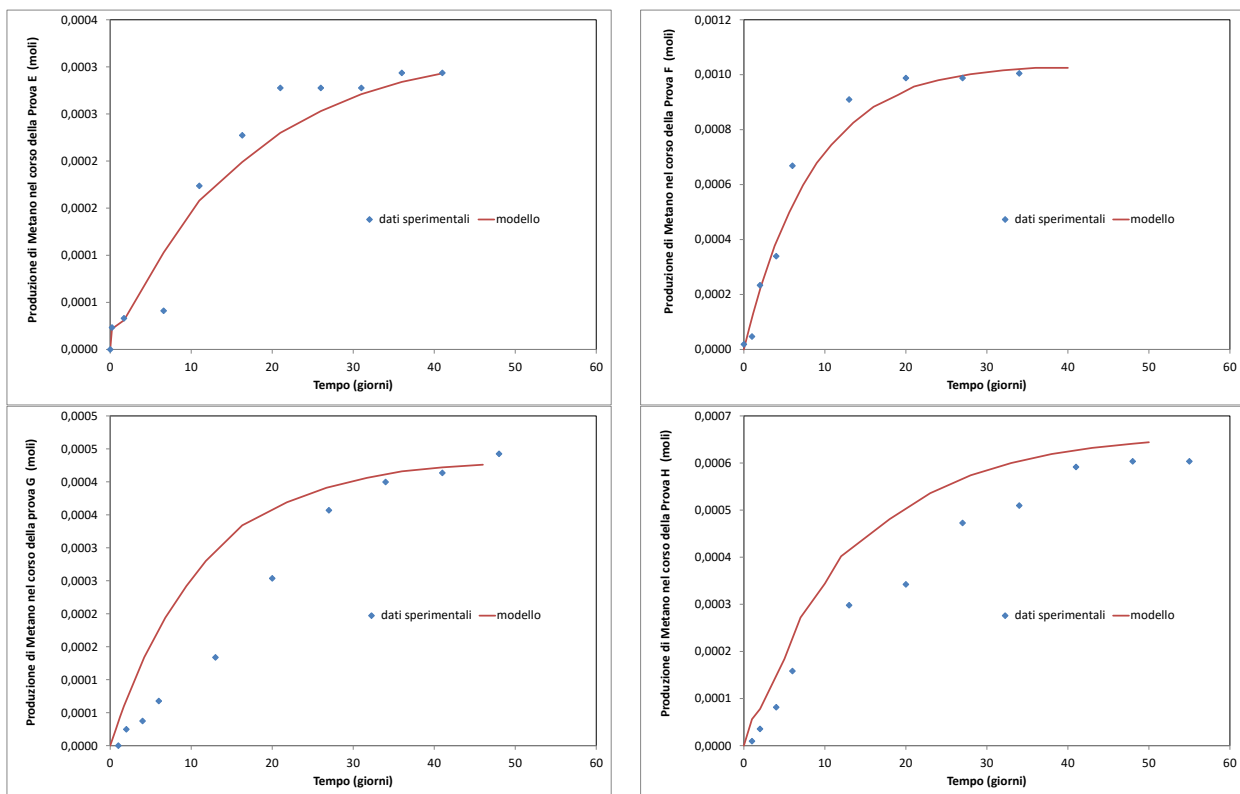 Produzione di Metano nel corso della Prova E (moli)
0,0004
0,0003
0,0003
0,0002
0,0002
0,0001
0,0001
0,0000
0 10 20 30 40 50 60
Tempo (giorni)
dati sperimentali modello
Produzione di Metano nel corso della Prova F (moli)
0,0012
0,0010
0,0008
0,0006
0,0004
0,0002
0,0000
0 10 20 30 40 50 60
Tempo (giorni)
dati sperimentali modello
Produzione di Metano nel corso della prova G (moli)
0,0005
0,0005
0,0004
0,0004
0,0003
0,0003
0,0002
0,0002
0,0001
0,0001
0,0000
0 10 20 30 40 50 60
Tempo (giorni)
dati sperimentali modello
Produzione di Metano nel corso della Prova H (moli)
0,0007
0,0006
0,0005
0,0004
0,0003
0,0002
0,0001
0,0000
0 10 20 30 40 50 60
Tempo (giorni)
dati sperimentali modello